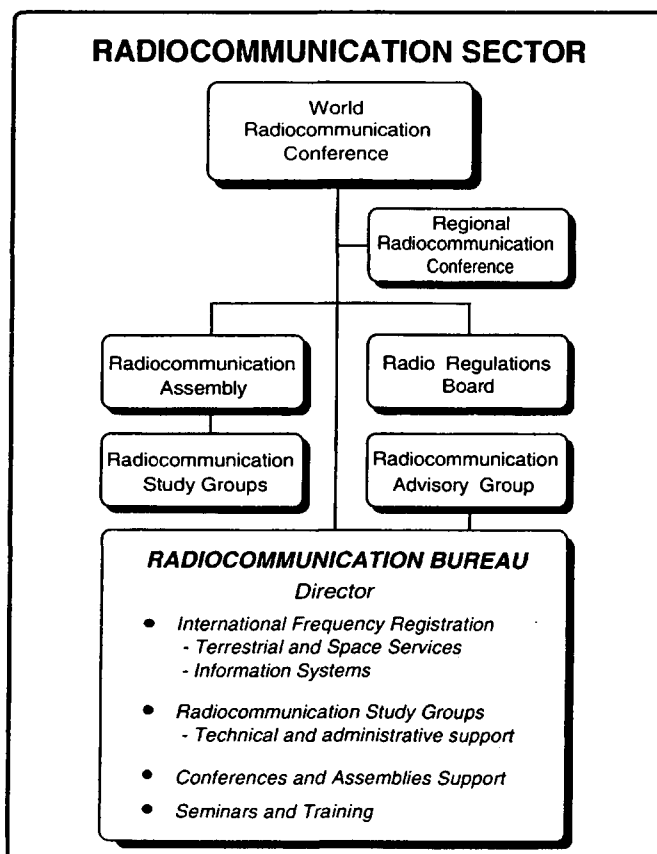 RADIOCOMMUNICATION SECTOR
World
Radiocommunication
Conference
Regional
Radiocommunication
Conference
Radiocommunication
Assembly
Radio Regulations
Board
Radiocommunication
Study Groups
Radiocommunication
Advisory Group
RADIOCOMMUNICATION BUREAU
Director
• International Frequency Registration
- Terrestrial and Space Services
- Information Systems
• Radiocommunication Study Groups
- Technical and administrative support
• Conferences and Assemblies Support
• Seminars and Training